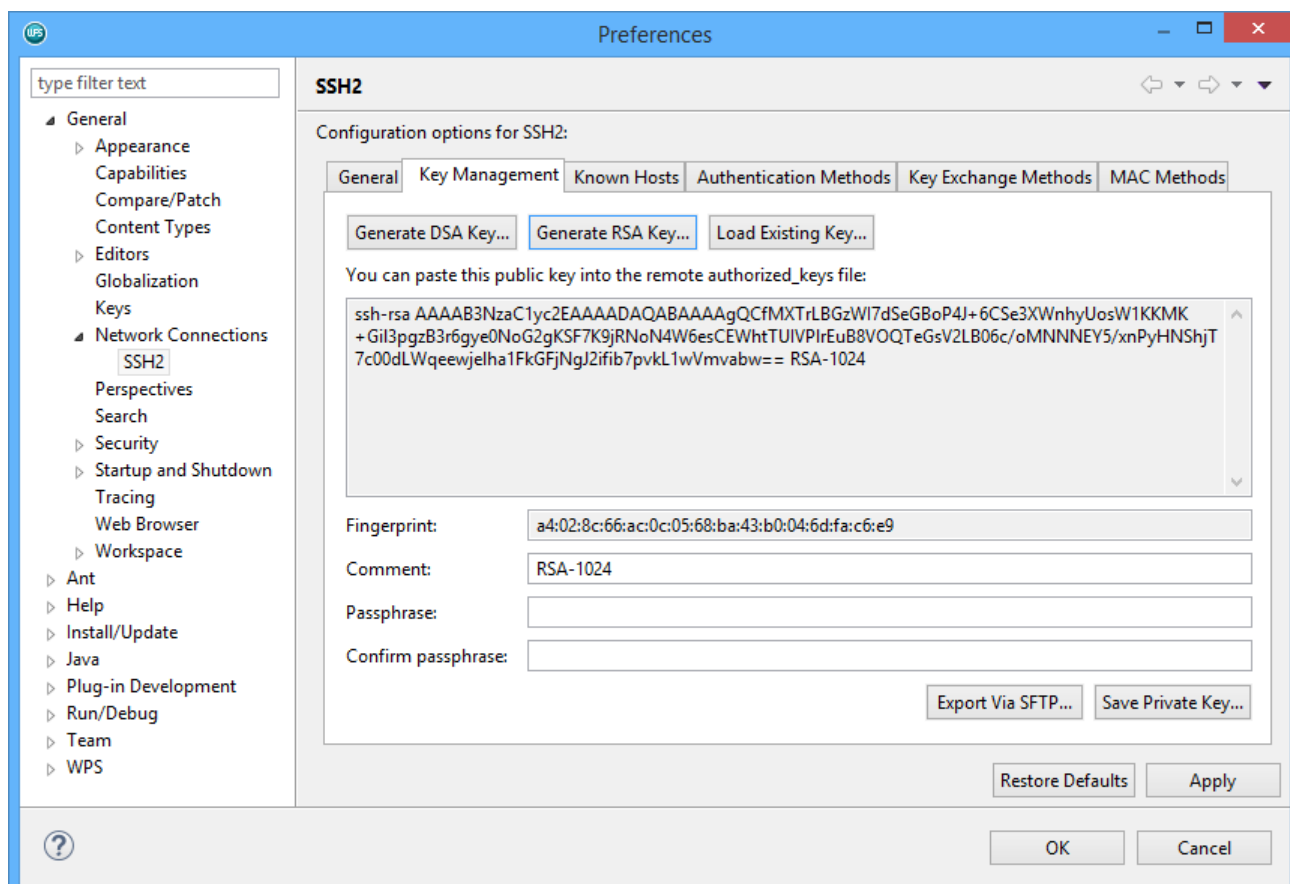 WPS
Preferences
type filter text
General
Appearance
Capabilities
Compare/Patch
Content Types
Editors
Globalization
Keys
Network Connections
SSH2
Perspectives
Search
Security
Startup and Shutdown
Tracing
Web Browser
Workspace
Ant
Help
Install/Update
Java
Plug-in Development
Run/Debug
Team
WPS
SSH2
Configuration options for SSH2:
General Key Management Known Hosts Authentication Methods Key Exchange Methods MAC Methods
Generate DSA Key... Generate RSA Key... Load Existing Key...
You can paste this public key into the remote authorized_keys file:
ssh-rsa AAAAB3NzaC1yc2EAAAADAQABAAAAgQCfMXTrLBGzWl7dSeGBoP4J+6CSe3XWnhyUosW1KKMK
+GiI3pgzB3r6gye0NoG2gKSF7K9jRNoN4W6esCEWhtTUIVPIrEuB8VOQTeGsV2LB06c/oMNNNEY5/xnPyHNShjT
7c00dLWqeewjeIha1FkGFjNgJ2ifib7pvkL1wVmvabw== RSA-1024
Fingerprint: a4:02:8c:66:ac:0c:05:68:ba:43:b0:04:6d:fa:c6:e9
Comment: RSA-1024
Passphrase:
Confirm passphrase:
Export Via SFTP... Save Private Key...
Restore Defaults Apply
? OK Cancel